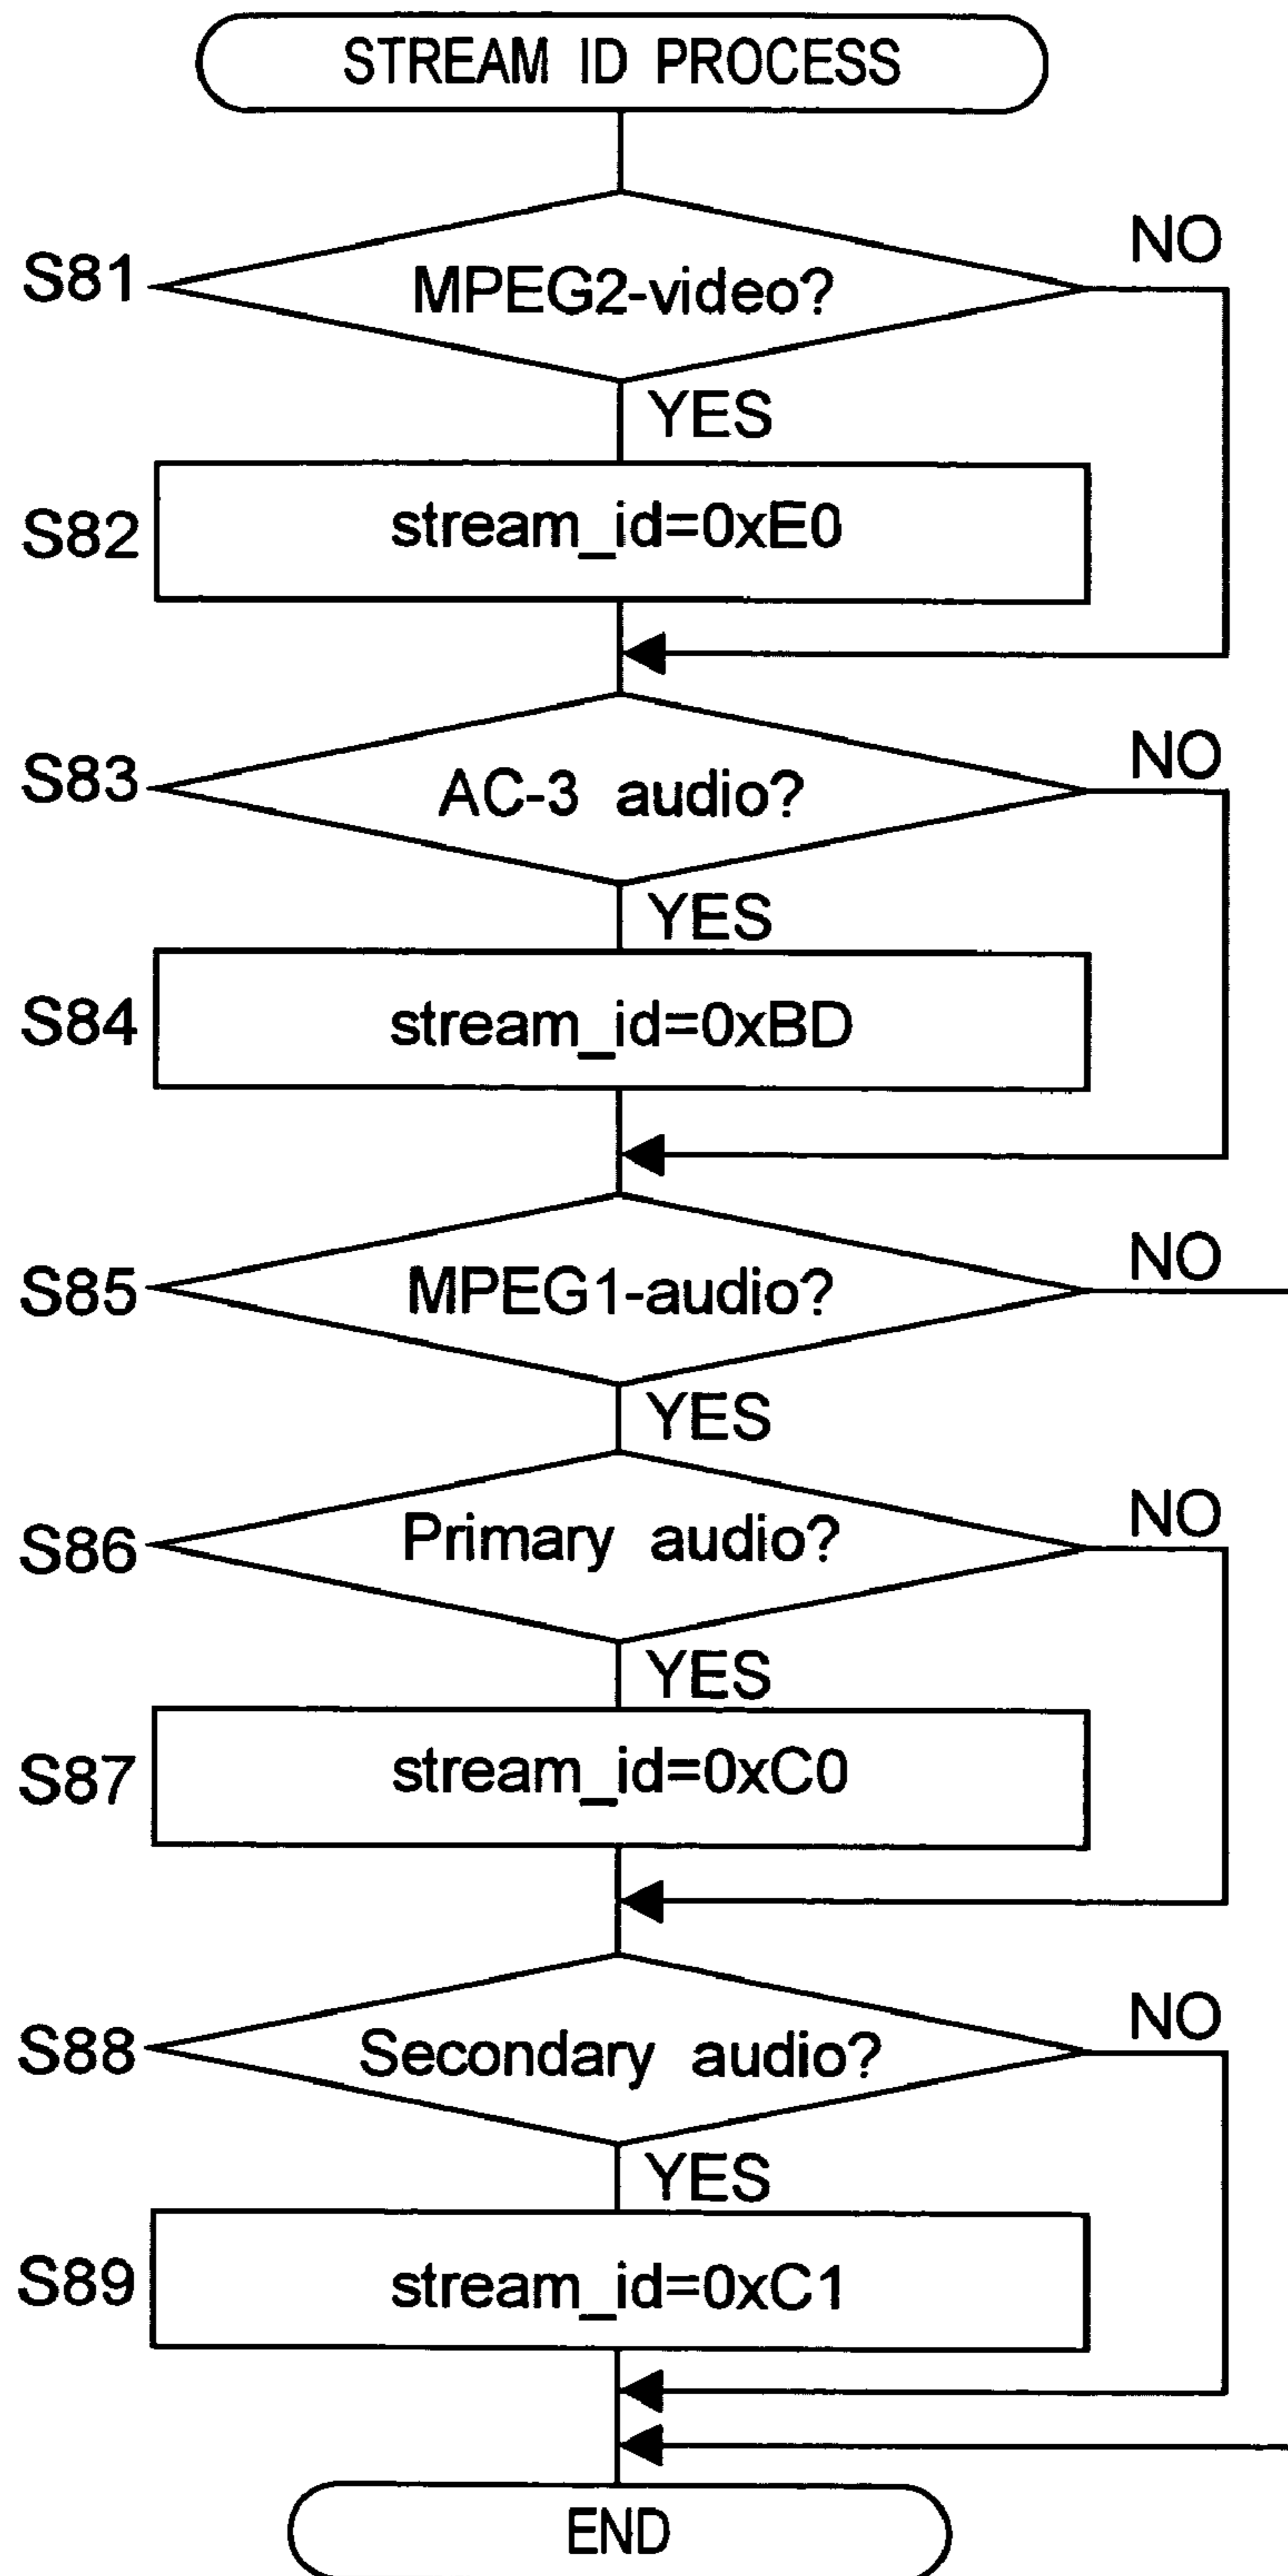 STREAM ID PROCESS
NO
S81
MPEG2-video?
YES
S82
stream_id=0xE0
NO
S83
AC-3 audio?
YES
S84
stream_id=0xBD
NO
S85
MPEG1-audio?
YES
NO
S86
Primary audio?
YES
S87
stream_id=0xC0
NO
S88
Secondary audio?
YES
S89
stream_id=0xC1
END